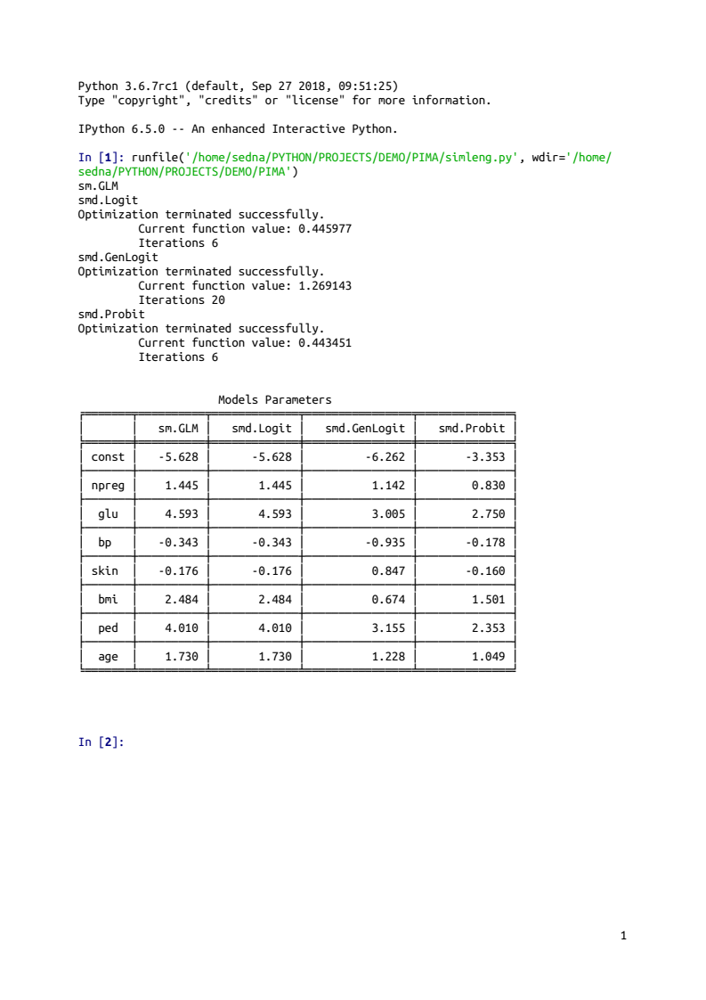 Python 3.6.7rc1 (default, Sep 27 2018, 09:51:25)
Type "copyright", "credits" or "license" for more information.
IPython 6.5.0 -- An enhanced Interactive Python.
In [1]: runfile('/home/sedna/PYTHON/PROJECTS/DEMO/PIMA/simleng.py', wdir='/home/
sedna/PYTHON/PROJECTS/DEMO/PIMA')
sm.GLM
smd.Logit
Optimization terminated successfully.
Current function value: 0.445977
Iterations 6
smd.GenLogit
Optimization terminated successfully.
Current function value: 1.269143
Iterations 20
smd.Probit
Optimization terminated successfully.
Current function value: 0.443451
Iterations 6
Models Parameters
sm.GLM smd.Logit smd.GenLogit smd.Probit
const -5.628 -5.628 -6.262 -3.353
npreg 1.445 1.445 1.142 0.830
glu 4.593 4.593 3.005 2.750
bp -0.343 -0.343 -0.935 -0.178
skin -0.176 -0.176 0.847 -0.160
bmi 2.484 2.484 0.674 1.501
ped 4.010 4.010 3.155 2.353
age 1.730 1.730 1.228 1.049
In [2]:
1